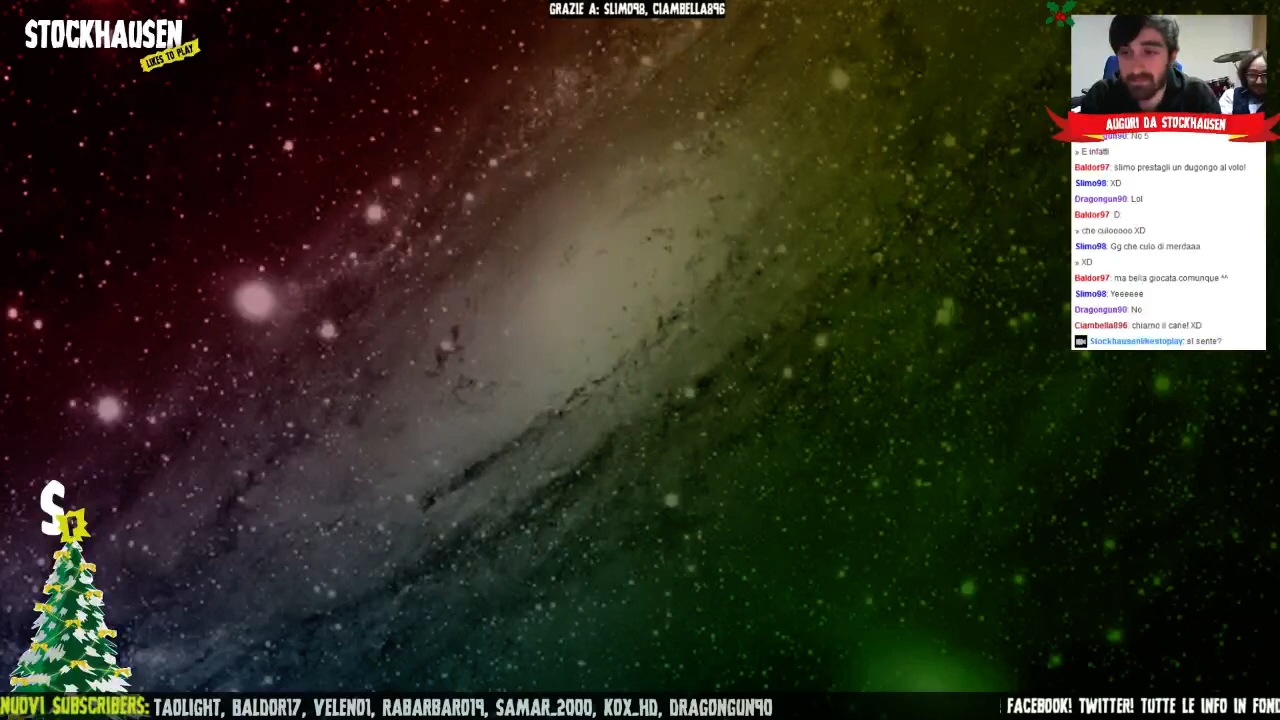 GRAZIE A: SLIMO98, CIAMBELLA896
STOCKHAUSEN
LIKES TO PLAY
AUGURI DA STOCKHAUSEN
No 5
» E infatti
Baldor97: slimo prestagli un dugongo al volo!
Slimo98: XD
Dragongun90: Lol
Baldor97: D:
» che culooooo XD
Slimo98: Gg che culo di merdaaa
» XD
Baldor97: ma bella giocata comunque ^^
Slimo98: Yeeeeee
Dragongun90: No
Ciambella896: chiamo il cane! XD
Stockhausenlikestoplay: si sente?
S
P
NUOVI SUBSCRIBERS: TAOLIGHT, BALDOR17, VELENO1, RABARBARO19, SAMAR_2000, KOX_HD, DRAGONGUN90
FACEBOOK! TWITTER! TUTTE LE INFO IN FOND